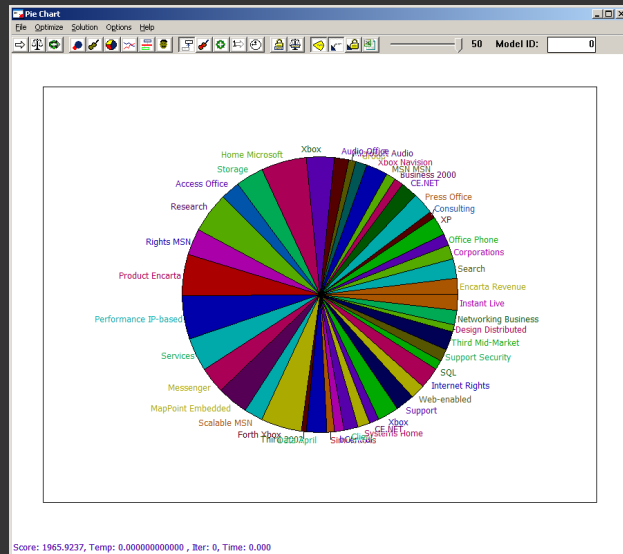 Pie Chart
File Optimize Solution Options Help
50 Model ID: 0
Xbox
Home Microsoft
Audio Office
Audio
Storage
Xbox Navision
MSN MSN
Access Office
Business 2000
CE.NET
Research
Press Office
Consulting
XP
Rights MSN
Office Phone
Corporations
Product Encarta
Search
Encarta Revenue
Performance IP-based
Instant Live
Networking Business
Services
Design Distributed
Third Mid-Market
Support Security
Messenger
SQL
Internet Rights
MapPoint Embedded
Web-enabled
Scalable MSN
Support
Xbox
Forth Xbox
CE.NET
Systems Home
Third 2007
April
Score: 1965.9237, Temp: 0.000000000000 , Iter: 0, Time: 0.000